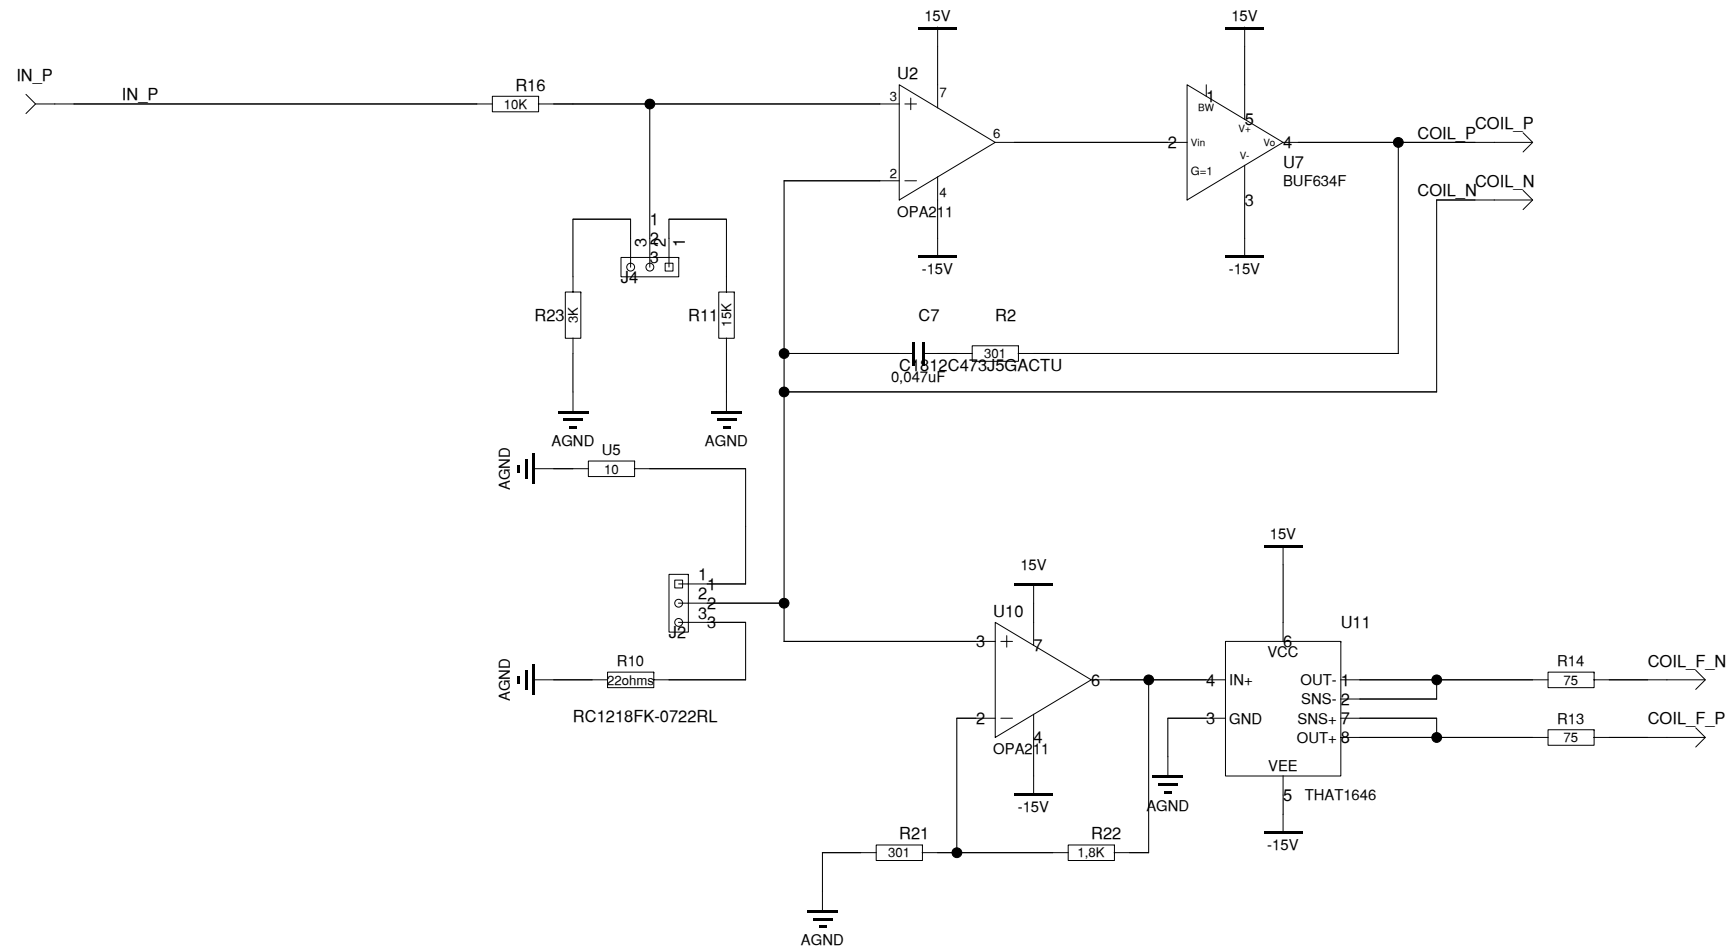 15V
15V
IN_P
IN_P
R16
10K
U2
3
7
2
4
6
OPA211
-15V
1
BW
5
V+
2
Vin
Vo
4
V-
G=1
3
U7
BUF634F
-15V
COIL_P
COIL_P
COIL_N
COIL_N
1
2
3
3
2
1
J4
R23
3K
R11
15K
AGND
AGND
C7
R2
301
C1812C473J5GACTU
0,047uF
AGND
U5
10
1
1
2
2
3
3
J2
AGND
R10
22ohms
RC1218FK-0722RL
15V
U10
3
7
6
2
4
OPA211
-15V
15V
U11
6
VCC
4
IN+
OUT-
1
SNS-
2
3
GND
SNS+
7
OUT+
8
VEE
5
THAT1646
-15V
AGND
R14
75
COIL_F_N
R13
75
COIL_F_P
R21
301
R22
1,8K
AGND